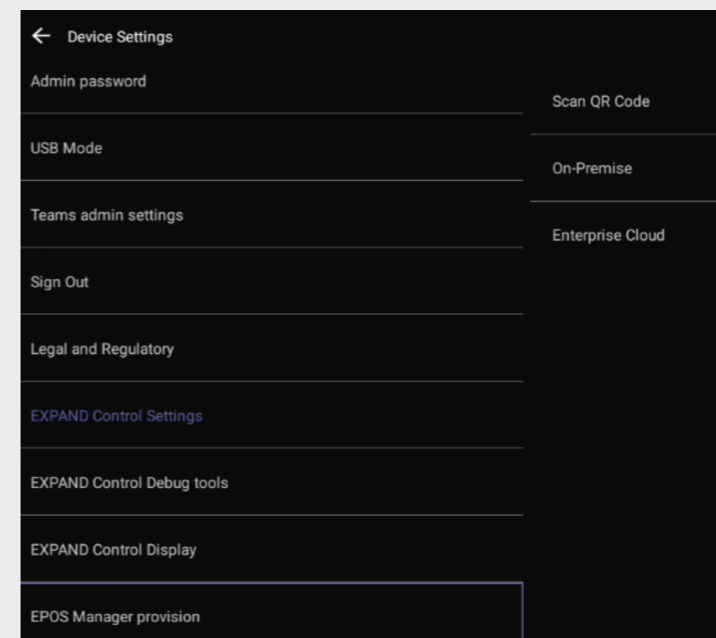 Device Settings
Admin password
USB Mode
Teams admin settings
Sign Out
Legal and Regulatory
EXPAND Control Settings
EXPAND Control Debug tools
EXPAND Control Display
EPOS Manager provision
Scan QR Code
On-Premise
Enterprise Cloud